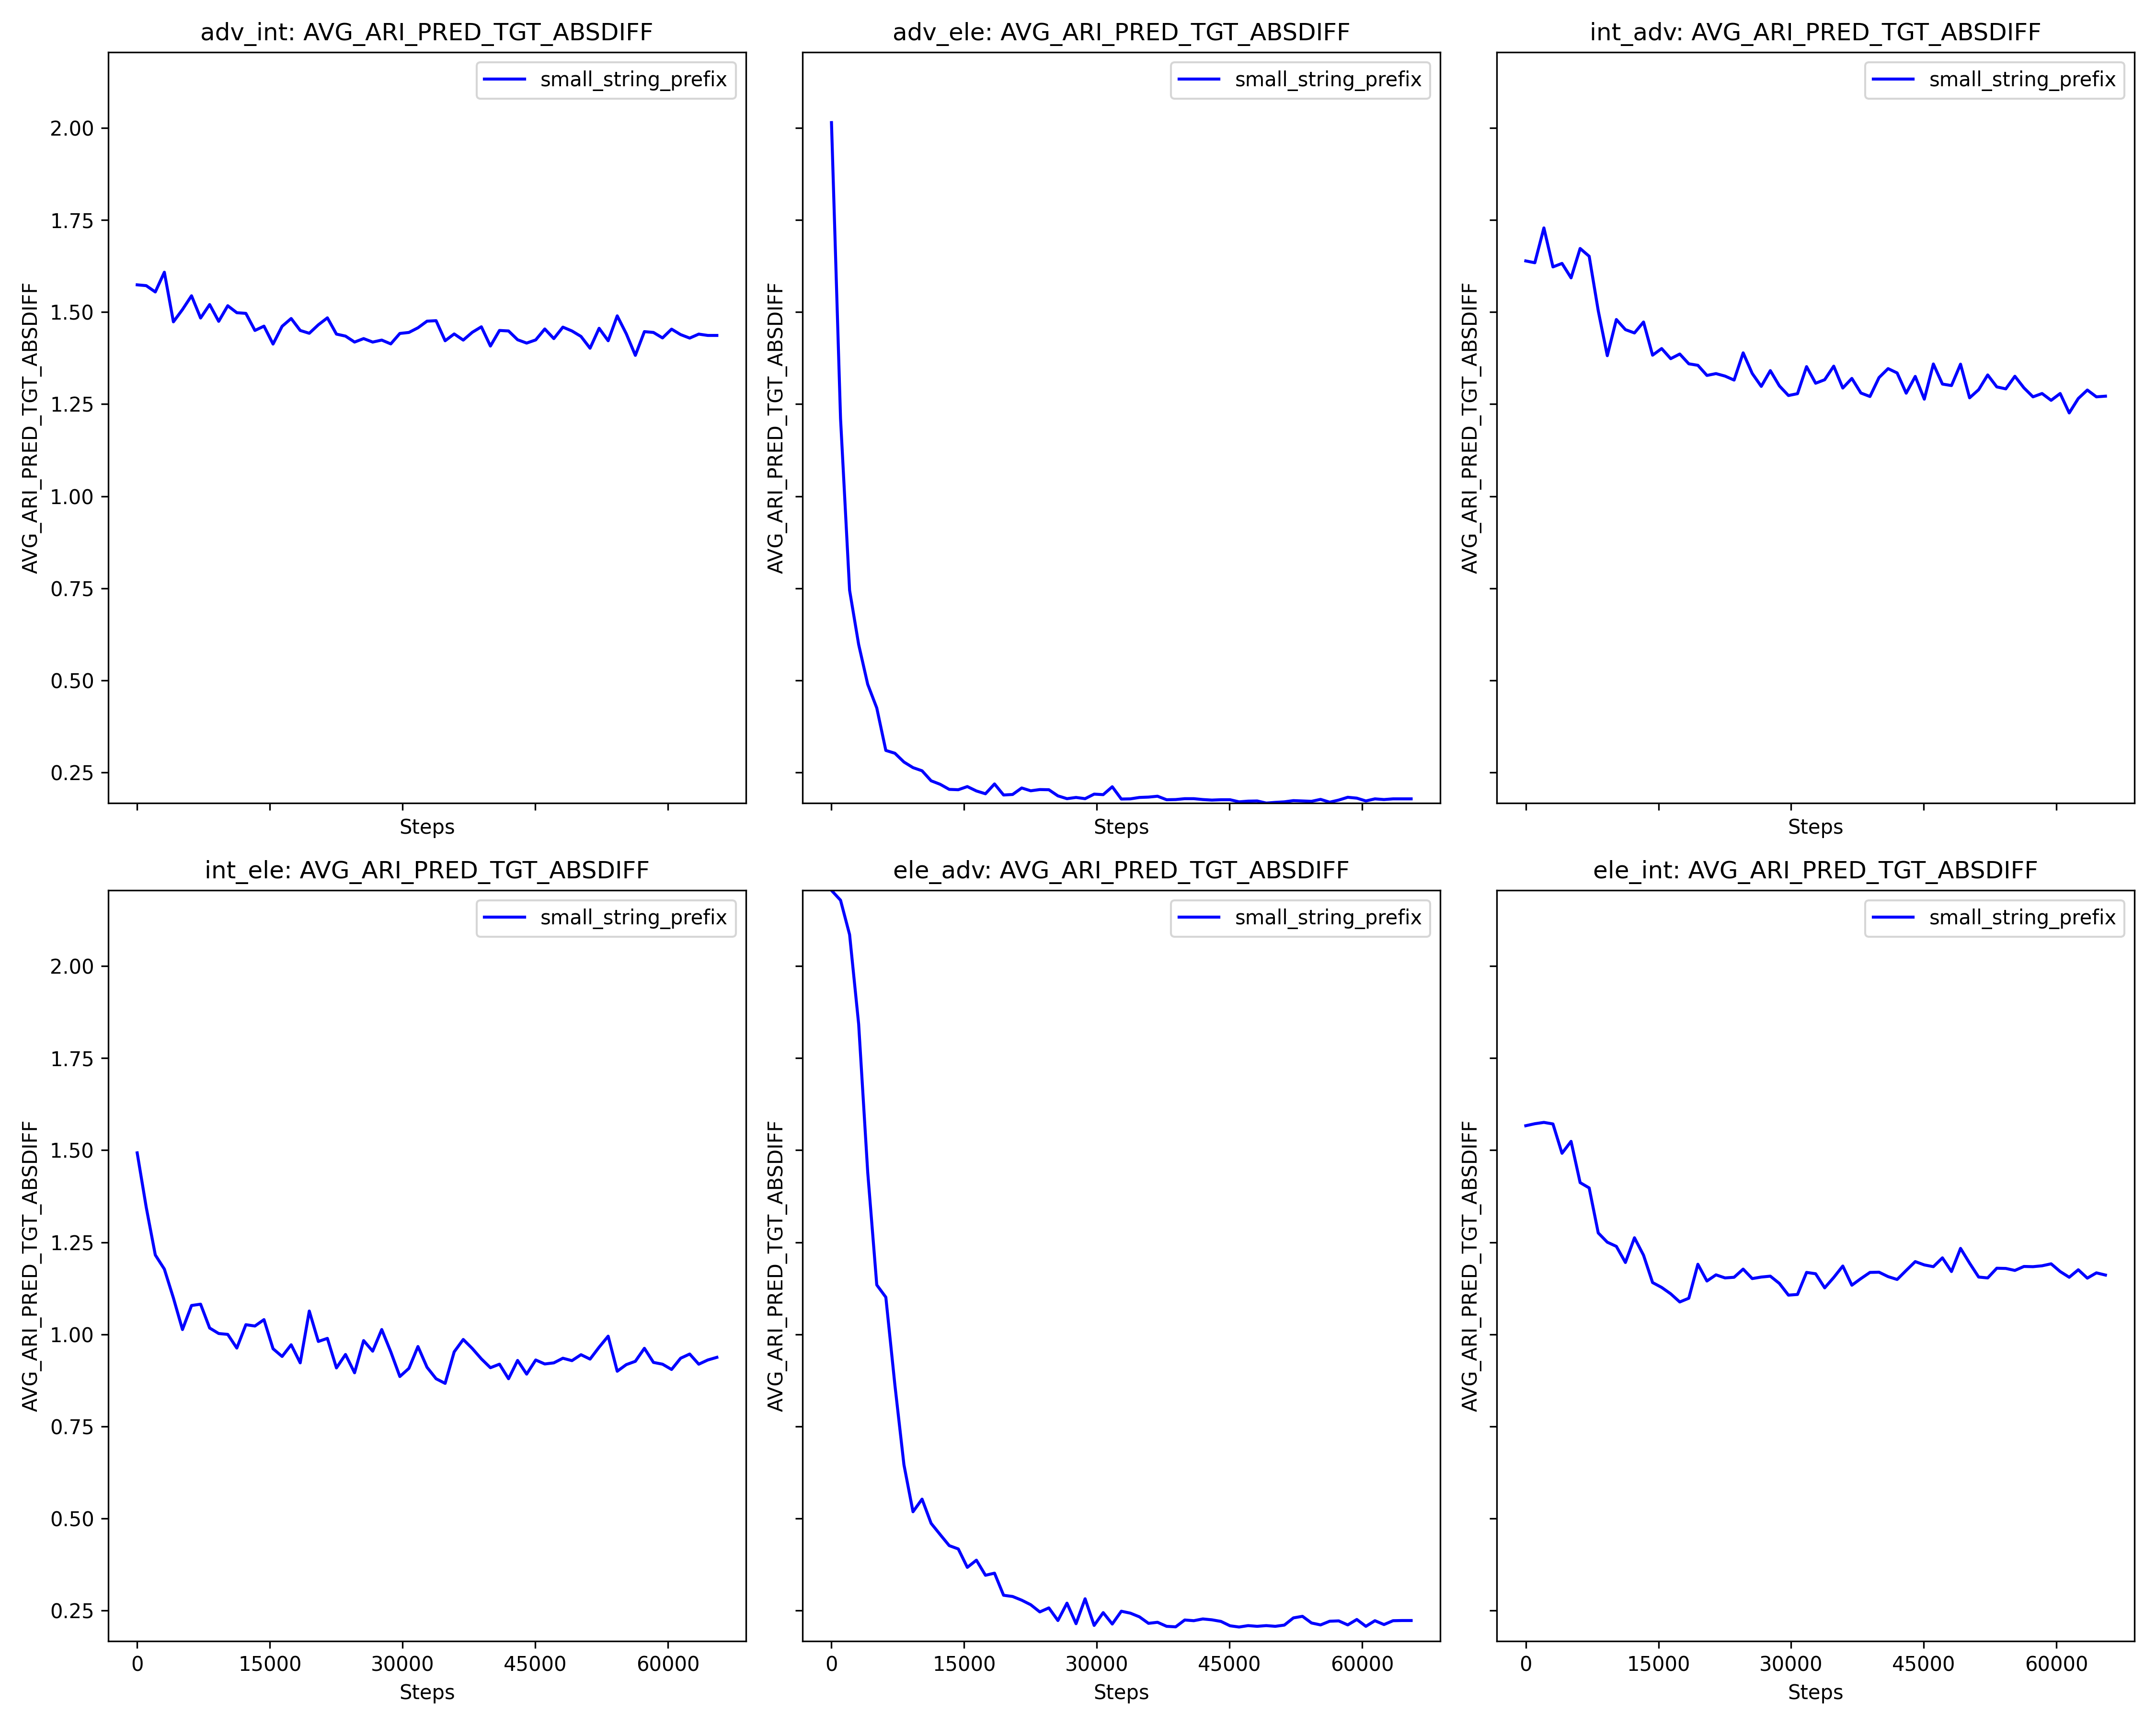 adv_int: AVG_ARI_PRED_TGT_ABSDIFF
small_string_prefix
AVG_ARI_PRED_TGT_ABSDIFF
2.00
1.75
1.50
1.25
1.00
0.75
0.50
0.25
Steps
adv_ele: AVG_ARI_PRED_TGT_ABSDIFF
small_string_prefix
AVG_ARI_PRED_TGT_ABSDIFF
Steps
int_adv: AVG_ARI_PRED_TGT_ABSDIFF
small_string_prefix
AVG_ARI_PRED_TGT_ABSDIFF
Steps
int_ele: AVG_ARI_PRED_TGT_ABSDIFF
small_string_prefix
AVG_ARI_PRED_TGT_ABSDIFF
2.00
1.75
1.50
1.25
1.00
0.75
0.50
0.25
0 15000 30000 45000 60000
Steps
ele_adv: AVG_ARI_PRED_TGT_ABSDIFF
small_string_prefix
AVG_ARI_PRED_TGT_ABSDIFF
0 15000 30000 45000 60000
Steps
ele_int: AVG_ARI_PRED_TGT_ABSDIFF
small_string_prefix
AVG_ARI_PRED_TGT_ABSDIFF
0 15000 30000 45000 60000
Steps